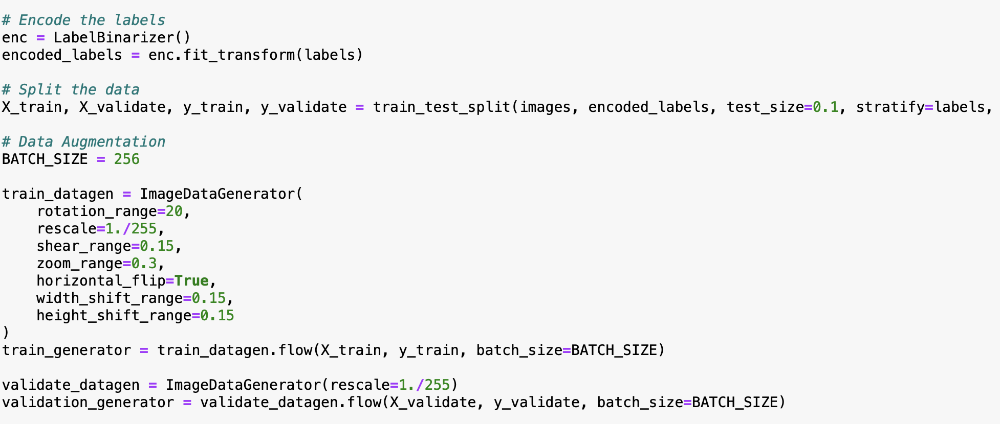 # Encode the labels
enc = LabelBinarizer()
encoded_labels = enc.fit_transform(labels)
# Split the data
X_train, X_validate, y_train, y_validate = train_test_split(images, encoded_labels, test_size=0.1, stratify=labels,
# Data Augmentation
BATCH_SIZE = 256
train_datagen = ImageDataGenerator(
    rotation_range=20,
    rescale=1./255,
    shear_range=0.15,
    zoom_range=0.3,
    horizontal_flip=True,
    width_shift_range=0.15,
    height_shift_range=0.15
)
train_generator = train_datagen.flow(X_train, y_train, batch_size=BATCH_SIZE)
validate_datagen = ImageDataGenerator(rescale=1./255)
validation_generator = validate_datagen.flow(X_validate, y_validate, batch_size=BATCH_SIZE)